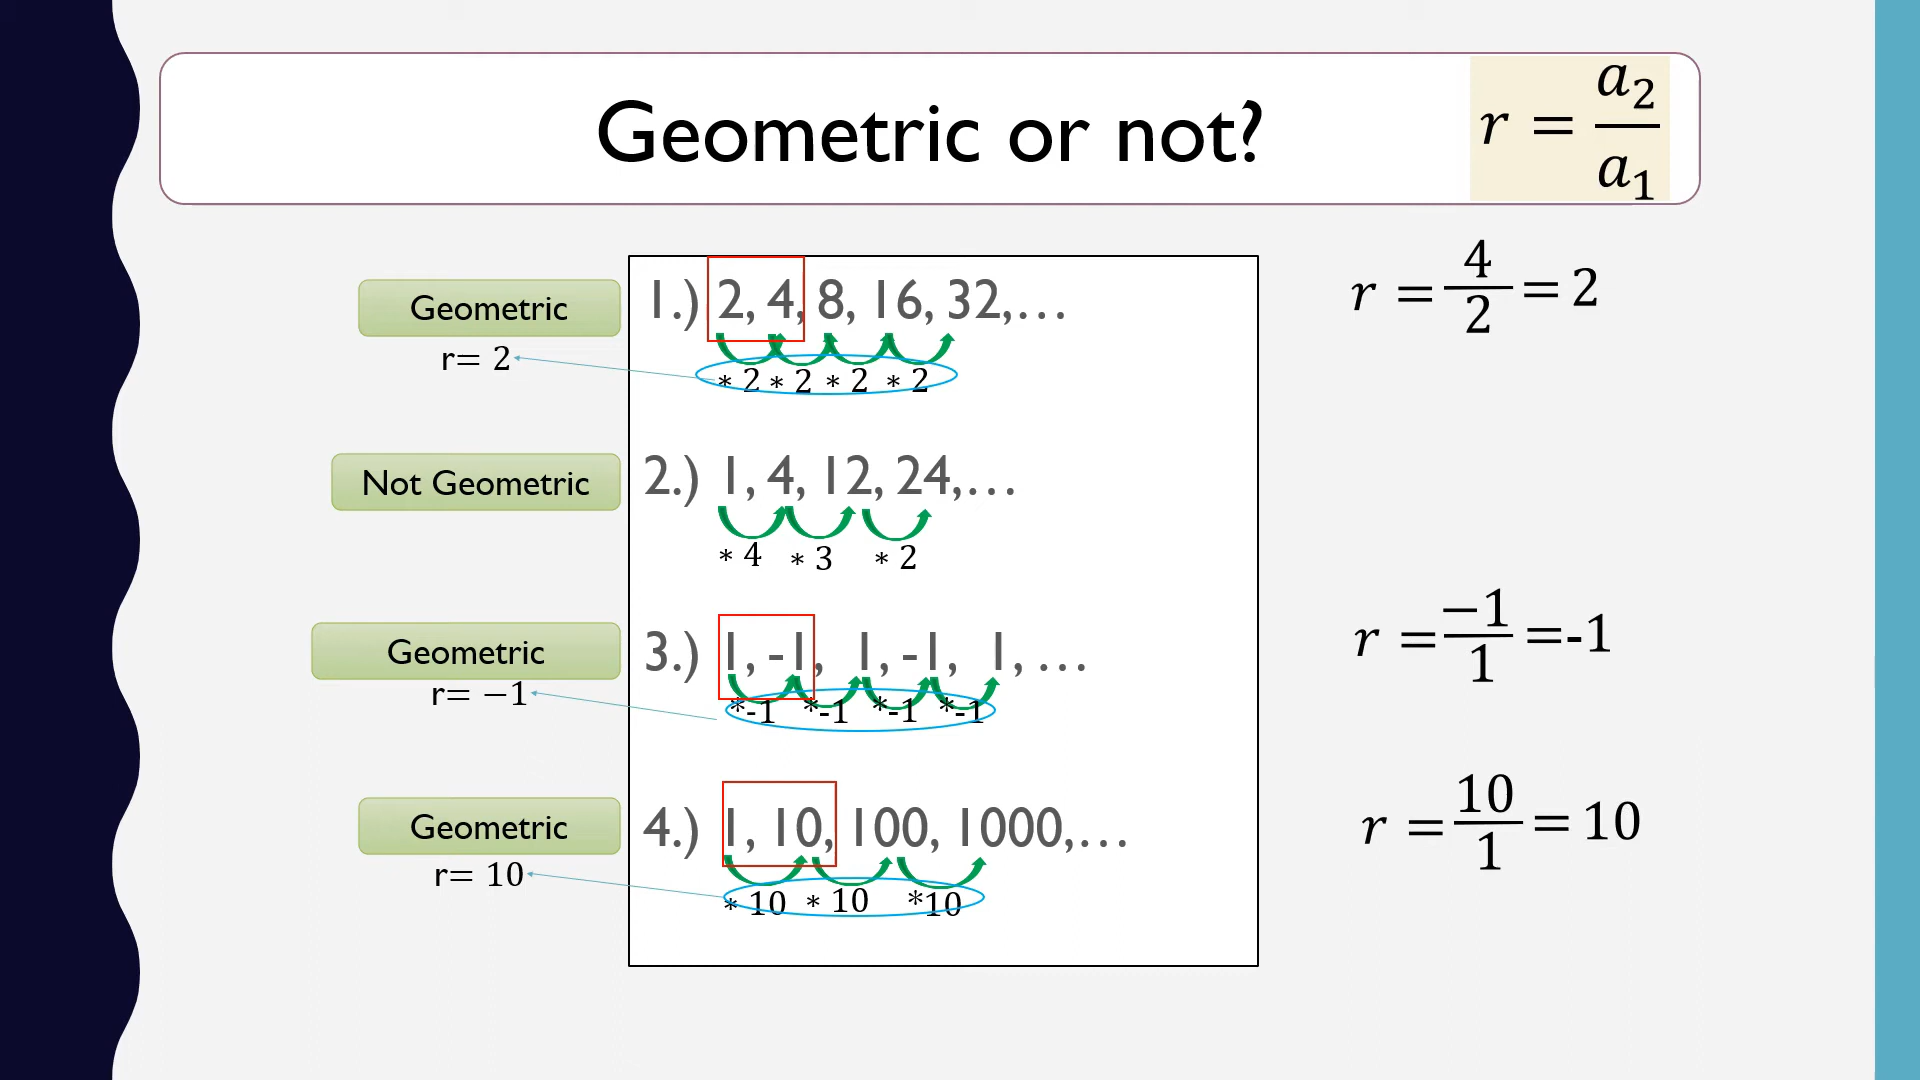 Geometric or not?
r = a₂/a₁
Geometric
1.) 2, 4, 8, 16, 32,…
r = 4/2 = 2
r= 2
* 2 * 2 * 2 * 2
Not Geometric
2.) 1, 4, 12, 24,…
* 4 * 3 * 2
Geometric
3.) 1, -1, 1, -1, 1, …
r = −1/1 =-1
r= −1
*-1 *-1 *-1 *-1
Geometric
4.) 1, 10, 100, 1000,…
r = 10/1 = 10
r= 10
* 10 * 10 *10